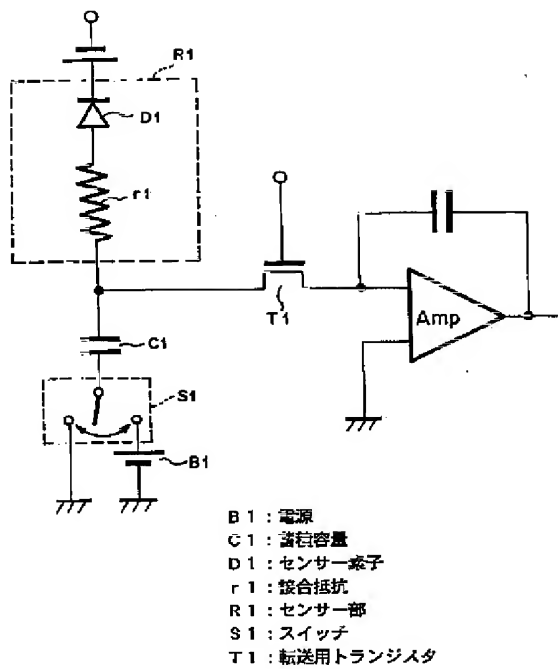 R1
D1
r1
T1
Amp
C1
S1
B1
B1：電源
C1：蓄積容量
D1：センサー素子
r1：接合抵抗
R1：センサー部
S1：スイッチ
T1：転送用トランジスタ